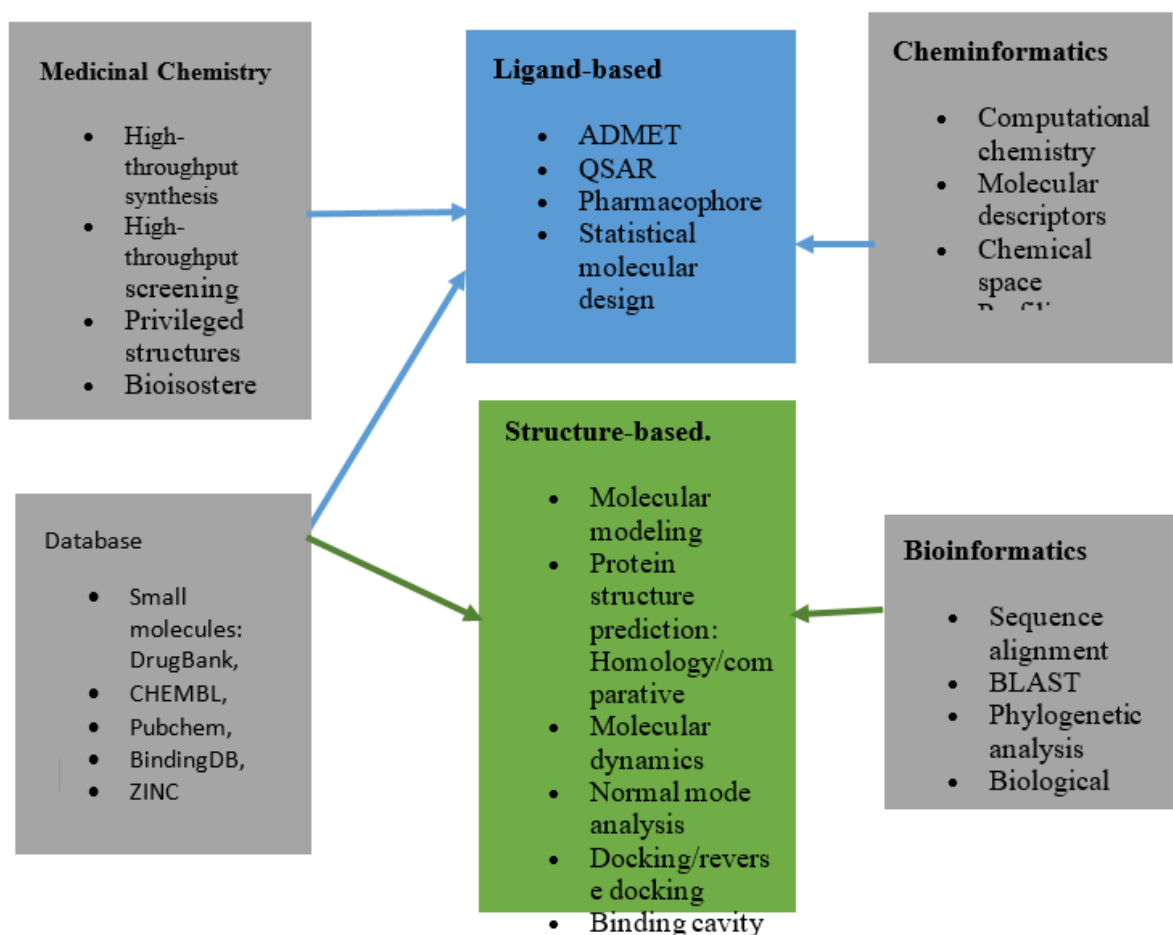 Medicinal Chemistry
• High-
throughput
synthesis
• High-
throughput
screening
• Privileged
structures
• Bioisostere
Ligand-based
• ADMET
• QSAR
• Pharmacophore
• Statistical
molecular
design
Cheminformatics
• Computational
chemistry
• Molecular
descriptors
• Chemical
space
Database
• Small
molecules:
DrugBank,
• CHEMBL,
• Pubchem,
• BindingDB,
• ZINC
Structure-based.
• Molecular
modeling
• Protein
structure
prediction:
Homology/com
parative
• Molecular
dynamics
• Normal mode
analysis
• Docking/revers
e docking
• Binding cavity
Bioinformatics
• Sequence
alignment
• BLAST
• Phylogenetic
analysis
• Biological